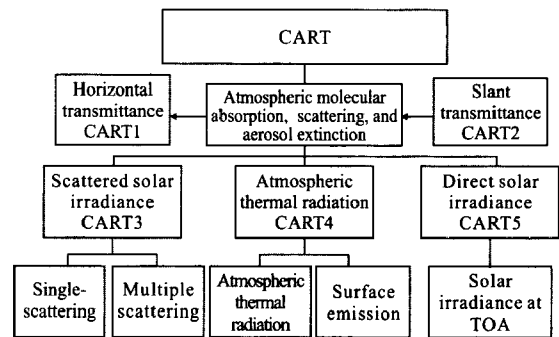 CART
Horizontal
transmittance
CART1
Atmospheric molecular
absorption, scattering, and
aerosol extinction
Slant
transmittance
CART2
Scattered solar
irradiance
CART3
Atmospheric
thermal radiation
CART4
Direct solar
irradiance
CART5
Single-
scattering
Multiple
scattering
Atmospheric
thermal
radiation
Surface
emission
Solar
irradiance at
TOA